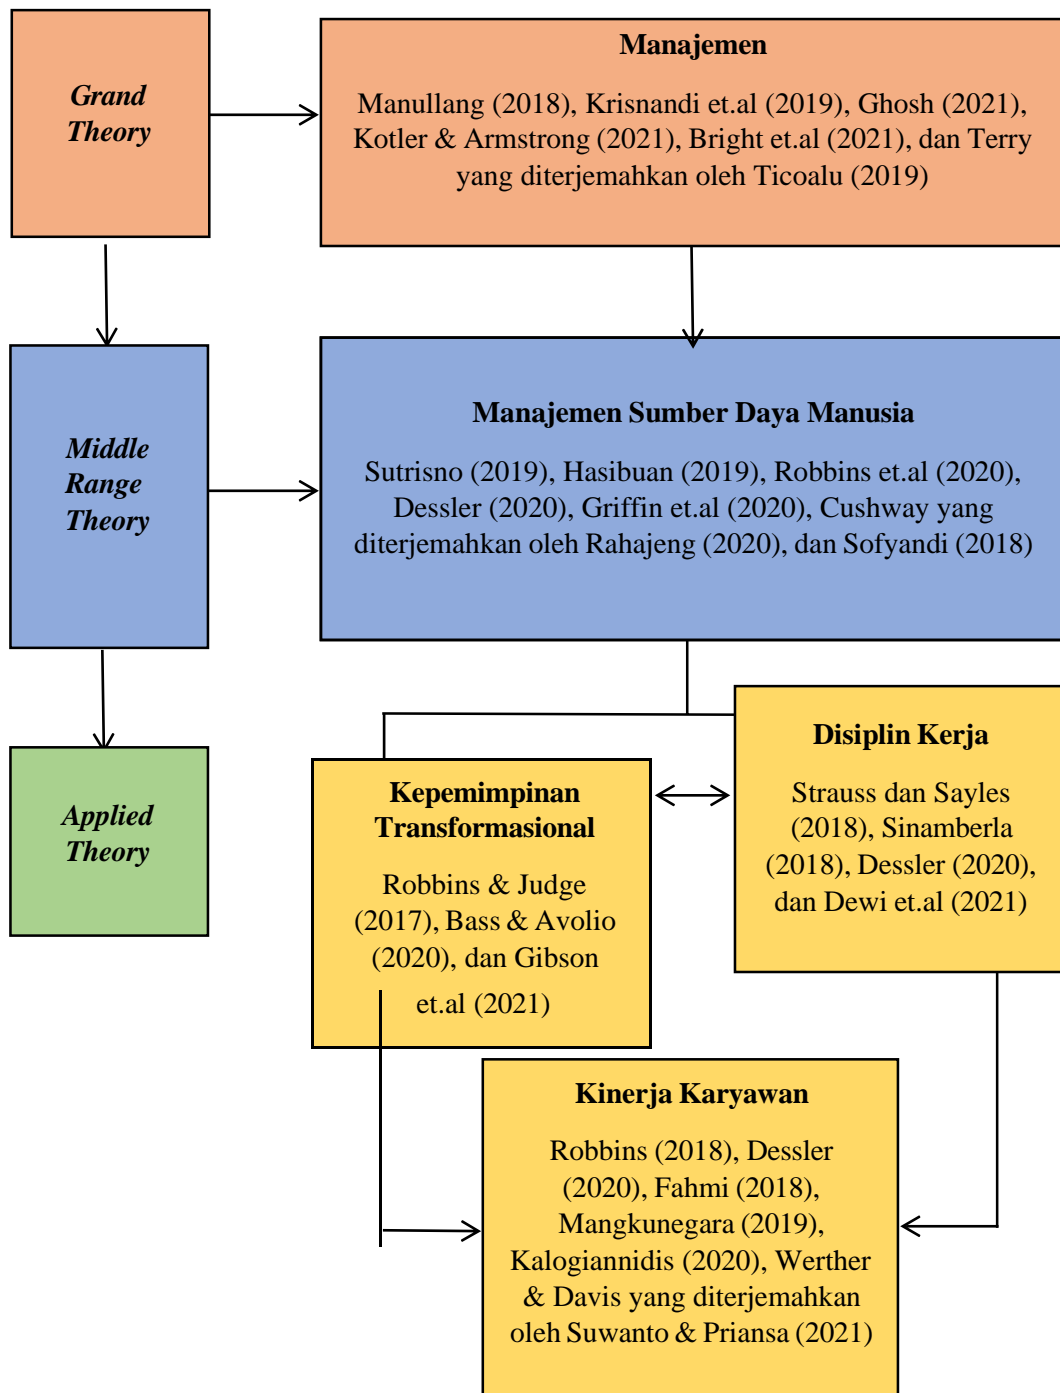 Grand
Theory
Manajemen
Manullang (2018), Krisnandi et.al (2019), Ghosh (2021),
Kotler & Armstrong (2021), Bright et.al (2021), dan Terry
yang diterjemahkan oleh Ticoalu (2019)
Middle
Range
Theory
Manajemen Sumber Daya Manusia
Sutrisno (2019), Hasibuan (2019), Robbins et.al (2020),
Dessler (2020), Griffin et.al (2020), Cushway yang
diterjemahkan oleh Rahajeng (2020), dan Sofyandi (2018)
Applied
Theory
Kepemimpinan
Transformasional
Robbins & Judge
(2017), Bass & Avolio
(2020), dan Gibson
et.al (2021)
Disiplin Kerja
Strauss dan Sayles
(2018), Sinamberla
(2018), Dessler (2020),
dan Dewi et.al (2021)
Kinerja Karyawan
Robbins (2018), Dessler
(2020), Fahmi (2018),
Mangkunegara (2019),
Kalogiannidis (2020), Werther
& Davis yang diterjemahkan
oleh Suwanto & Priansa (2021)